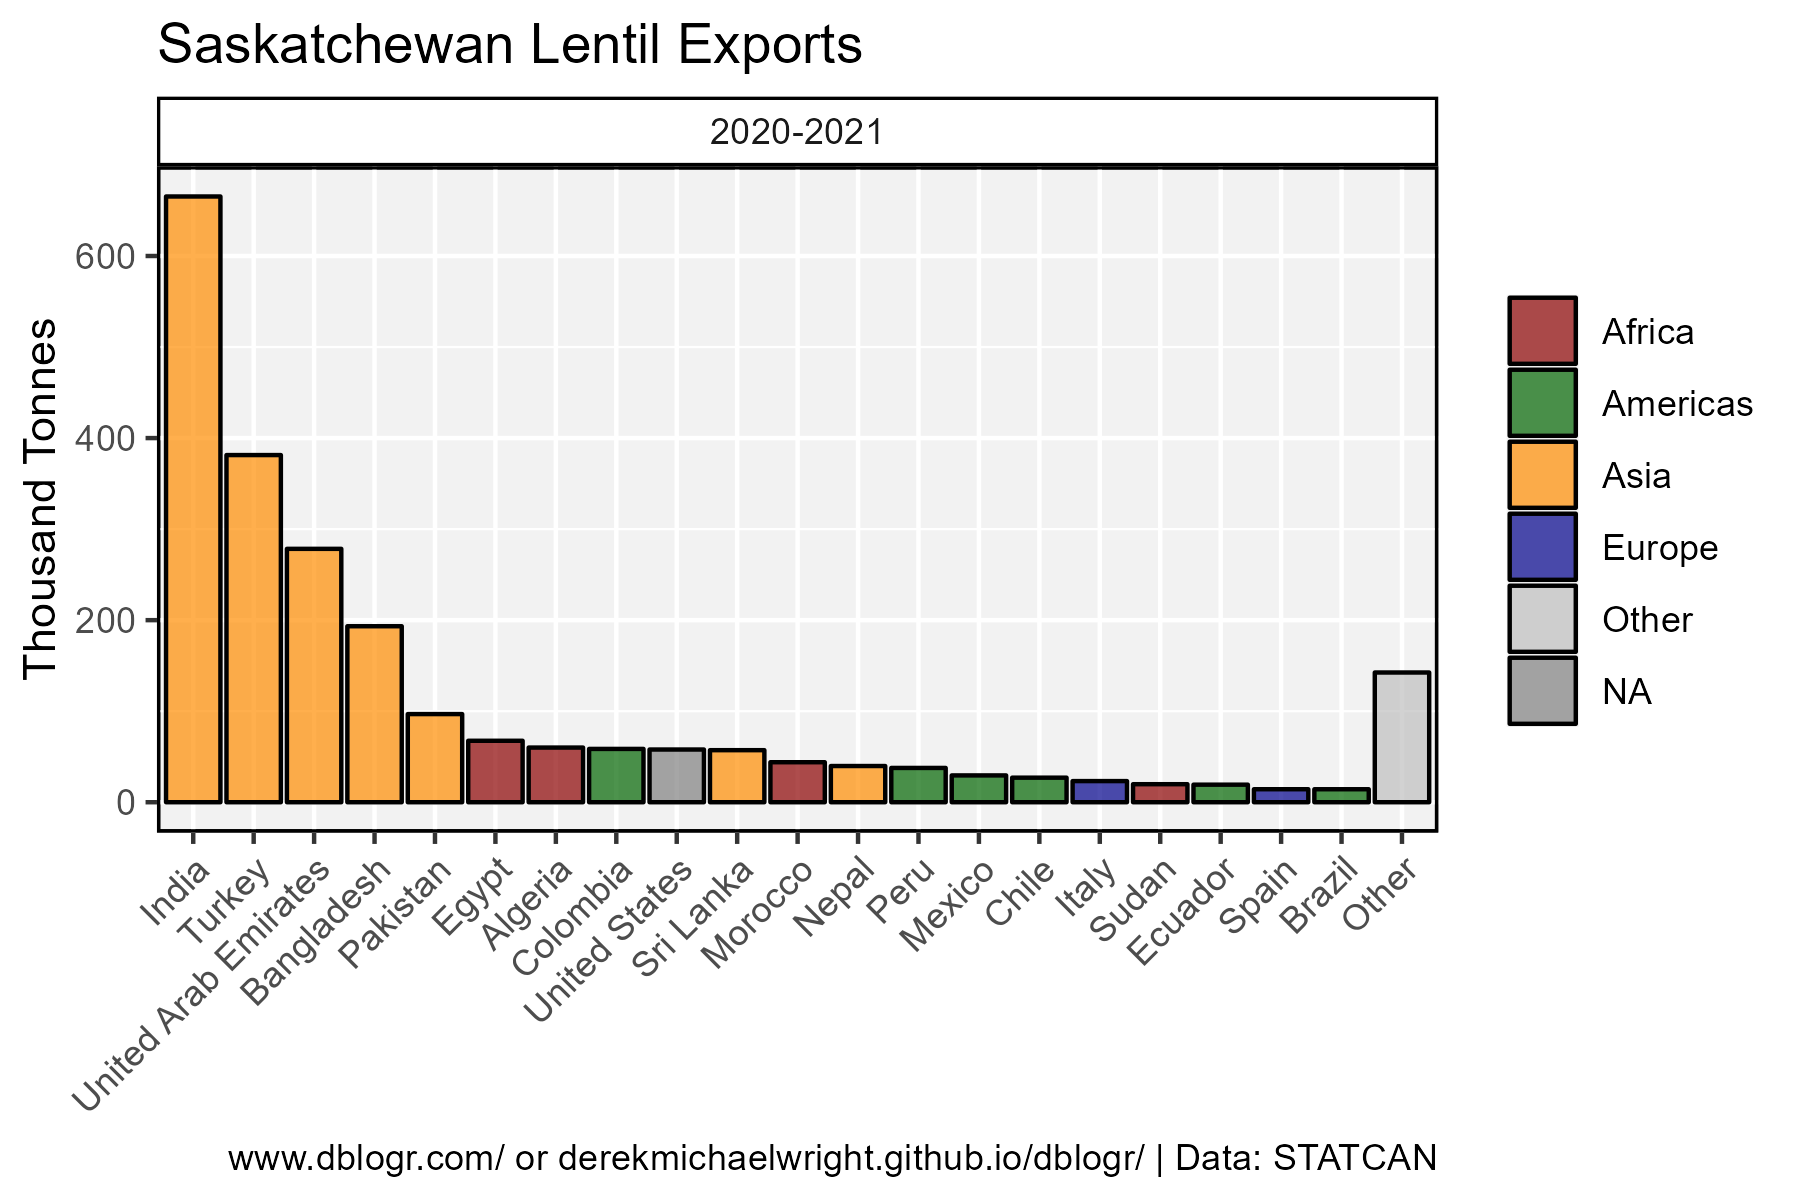 Saskatchewan Lentil Exports
2020-2021
Thousand Tonnes
600
400
200
0
India
Turkey
United Arab Emirates
Bangladesh
Pakistan
Egypt
Algeria
Colombia
United States
Sri Lanka
Morocco
Nepal
Peru
Mexico
Chile
Italy
Sudan
Ecuador
Spain
Brazil
Other
Africa
Americas
Asia
Europe
Other
NA
www.dblogr.com/ or derekmichaelwright.github.io/dblogr/ | Data: STATCAN